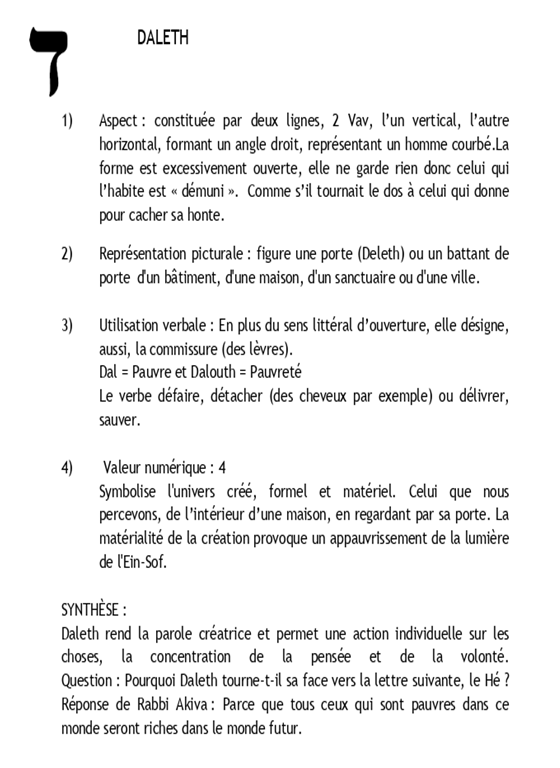 ד DALETH
1) Aspect : constituée par deux lignes, 2 Vav, l’un vertical, l’autre
horizontal, formant un angle droit, représentant un homme courbé.La
forme est excessivement ouverte, elle ne garde rien donc celui qui
l’habite est « démuni ». Comme s’il tournait le dos à celui qui donne
pour cacher sa honte.
2) Représentation picturale : figure une porte (Deleth) ou un battant de
porte d'un bâtiment, d'une maison, d'un sanctuaire ou d'une ville.
3) Utilisation verbale : En plus du sens littéral d’ouverture, elle désigne,
aussi, la commissure (des lèvres).
Dal = Pauvre et Dalouth = Pauvreté
Le verbe défaire, détacher (des cheveux par exemple) ou délivrer,
sauver.
4) Valeur numérique : 4
Symbolise l'univers créé, formel et matériel. Celui que nous
percevons, de l’intérieur d’une maison, en regardant par sa porte. La
matérialité de la création provoque un appauvrissement de la lumière
de l'Ein-Sof.
SYNTHÈSE :
Daleth rend la parole créatrice et permet une action individuelle sur les
choses, la concentration de la pensée et de la volonté.
Question : Pourquoi Daleth tourne-t-il sa face vers la lettre suivante, le Hé ?
Réponse de Rabbi Akiva : Parce que tous ceux qui sont pauvres dans ce
monde seront riches dans le monde futur.